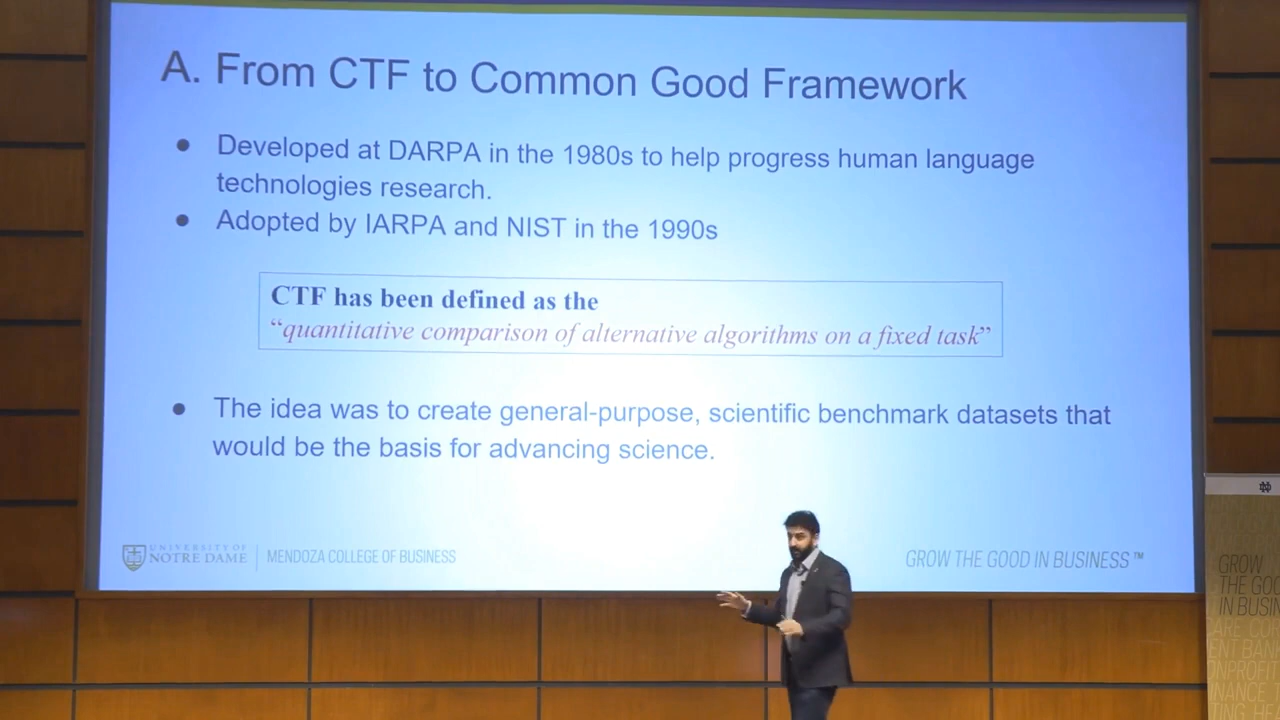 A. From CTF to Common Good Framework
● Developed at DARPA in the 1980s to help progress human language
technologies research.
● Adopted by IARPA and NIST in the 1990s
CTF has been defined as the
“quantitative comparison of alternative algorithms on a fixed task”
● The idea was to create general-purpose, scientific benchmark datasets that
would be the basis for advancing science.
UNIVERSITY OF
NOTRE DAME
MENDOZA COLLEGE OF BUSINESS
GROW THE GOOD IN BUSINESS™
GROW
THE GOO
IN BUSIN